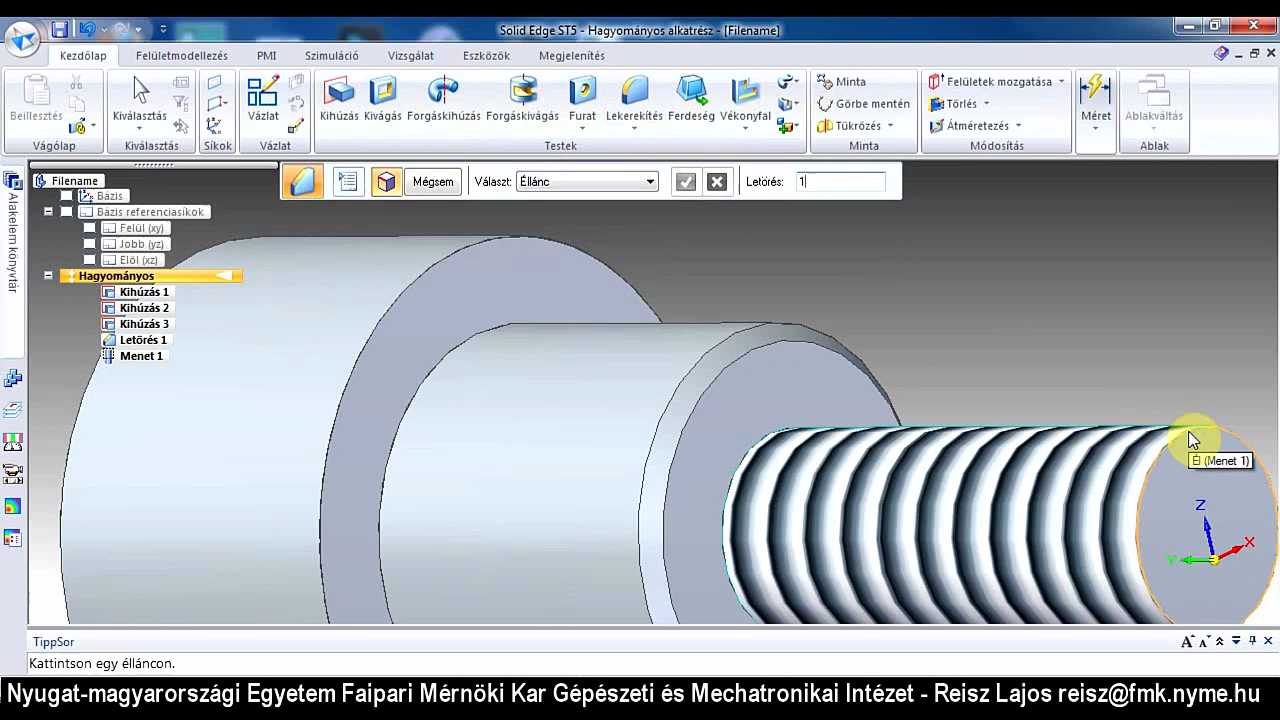 Solid Edge ST5 - Hagyományos alkatrész - [Filename]
Kezdőlap Felületmodellezés PMI Szimuláció Vizsgálat Eszközök Megjelenítés
Beillesztés Kiválasztás Vázlat Kihúzás Kivágás Forgáskihúzás Forgáskivágás Furat Lekerekítés Ferdeség Vékonyfal Minta Görbe mentén Tükrözés Felületek mozgatása Törlés Átméretezés Méret Ablakváltás
Vágólap Kiválasztás Síkok Vázlat Testek Minta Módosítás Ablak
Mégsem Választ: Éllánc Letörés: 1
Alakelem könyvtár
Filename
Bázis
Bázis referenciasíkok
Felül (xy)
Jobb (yz)
Elöl (xz)
Hagyományos
Kihúzás 1
Kihúzás 2
Kihúzás 3
Letörés 1
Menet 1
Él (Menet 1)
Z
X
Y
TippSor
Kattintson egy élláncon.
Nyugat-magyarországi Egyetem Faipari Mérnöki Kar Gépészeti és Mechatronikai Intézet - Reisz Lajos reisz@fmk.nyme.hu